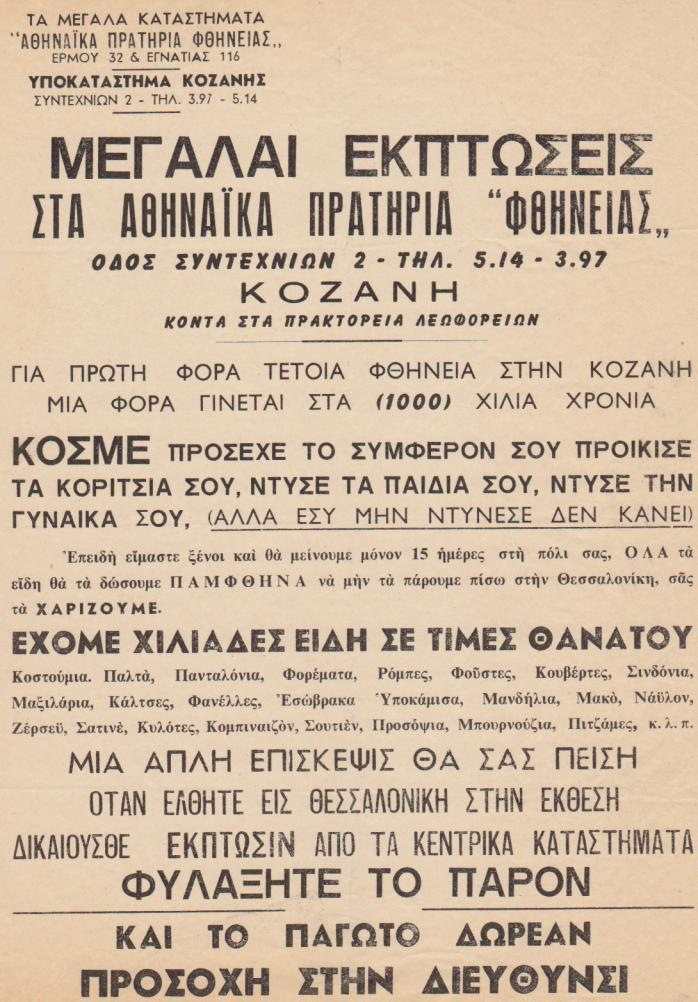 ΤΑ ΜΕΓΑΛΑ ΚΑΤΑΣΤΗΜΑΤΑ
"ΑΘΗΝΑΪΚΑ ΠΡΑΤΗΡΙΑ ΦΘΗΝΕΙΑΣ„
ΕΡΜΟΥ 32 & ΕΓΝΑΤΙΑΣ 116
ΥΠΟΚΑΤΑΣΤΗΜΑ ΚΟΖΑΝΗΣ
ΣΥΝΤΕΧΝΙΩΝ 2 - ΤΗΛ. 3.97 - 5.14
ΜΕΓΑΛΑΙ ΕΚΠΤΩΣΕΙΣ
ΣΤΑ ΑΘΗΝΑΪΚΑ ΠΡΑΤΗΡΙΑ "ΦΘΗΝΕΙΑΣ„
ΟΔΟΣ ΣΥΝΤΕΧΝΙΩΝ 2 - ΤΗΛ. 5.14 - 3.97
ΚΟΖΑΝΗ
ΚΟΝΤΑ ΣΤΑ ΠΡΑΚΤΟΡΕΙΑ ΛΕΩΦΟΡΕΙΩΝ
ΓΙΑ ΠΡΩΤΗ ΦΟΡΑ ΤΕΤΟΙΑ ΦΘΗΝΕΙΑ ΣΤΗΝ ΚΟΖΑΝΗ
ΜΙΑ ΦΟΡΑ ΓΙΝΕΤΑΙ ΣΤΑ (1000) ΧΙΛΙΑ ΧΡΟΝΙΑ
ΚΟΣΜΕ ΠΡΟΣΕΧΕ ΤΟ ΣΥΜΦΕΡΟΝ ΣΟΥ ΠΡΟΙΚΙΣΕ
ΤΑ ΚΟΡΙΤΣΙΑ ΣΟΥ, ΝΤΥΣΕ ΤΑ ΠΑΙΔΙΑ ΣΟΥ, ΝΤΥΣΕ ΤΗΝ
ΓΥΝΑΙΚΑ ΣΟΥ, (ΑΛΛΑ ΕΣΥ ΜΗΝ ΝΤΥΝΕΣΕ ΔΕΝ ΚΑΝΕΙ)
Ἐπειδὴ εἴμαστε ξένοι καὶ θὰ μείνουμε μόνον 15 ἡμέρες στὴ πόλι σας, ΟΛΑ τὰ
εἴδη θὰ τὰ δώσουμε ΠΑΜΦΘΗΝΑ νὰ μὴν τὰ πάρουμε πίσω στὴν Θεσσαλονίκη, σᾶς
τὰ ΧΑΡΙΖΟΥΜΕ.
ΕΧΟΜΕ ΧΙΛΙΑΔΕΣ ΕΙΔΗ ΣΕ ΤΙΜΕΣ ΘΑΝΑΤΟΥ
Κοστούμια. Παλτὰ, Πανταλόνια, Φορέματα, Ρόμπες, Φοῦστες, Κουβέρτες, Σινδόνια,
Μαξιλάρια, Κάλτσες, Φανέλλες, Ἐσώβρακα Ὑποκάμισα, Μανδήλια, Μακὸ, Νάϋλον,
Ζέρσεϋ, Σατινὲ, Κυλότες, Κομπιναιζὸν, Σουτιὲν, Προσόψια, Μπουρνούζια, Πιτζάμες, κ.λ.π.
ΜΙΑ ΑΠΛΗ ΕΠΙΣΚΕΨΙΣ ΘΑ ΣΑΣ ΠΕΙΣΗ
ΟΤΑΝ ΕΛΘΗΤΕ ΕΙΣ ΘΕΣΣΑΛΟΝΙΚΗ ΣΤΗΝ ΕΚΘΕΣΗ
ΔΙΚΑΙΟΥΣΘΕ ΕΚΠΤΩΣΙΝ ΑΠΟ ΤΑ ΚΕΝΤΡΙΚΑ ΚΑΤΑΣΤΗΜΑΤΑ
ΦΥΛΑΞΗΤΕ ΤΟ ΠΑΡΟΝ
ΚΑΙ ΤΟ ΠΑΓΩΤΟ ΔΩΡΕΑΝ
ΠΡΟΣΟΧΗ ΣΤΗΝ ΔΙΕΥΘΥΝΣΙ